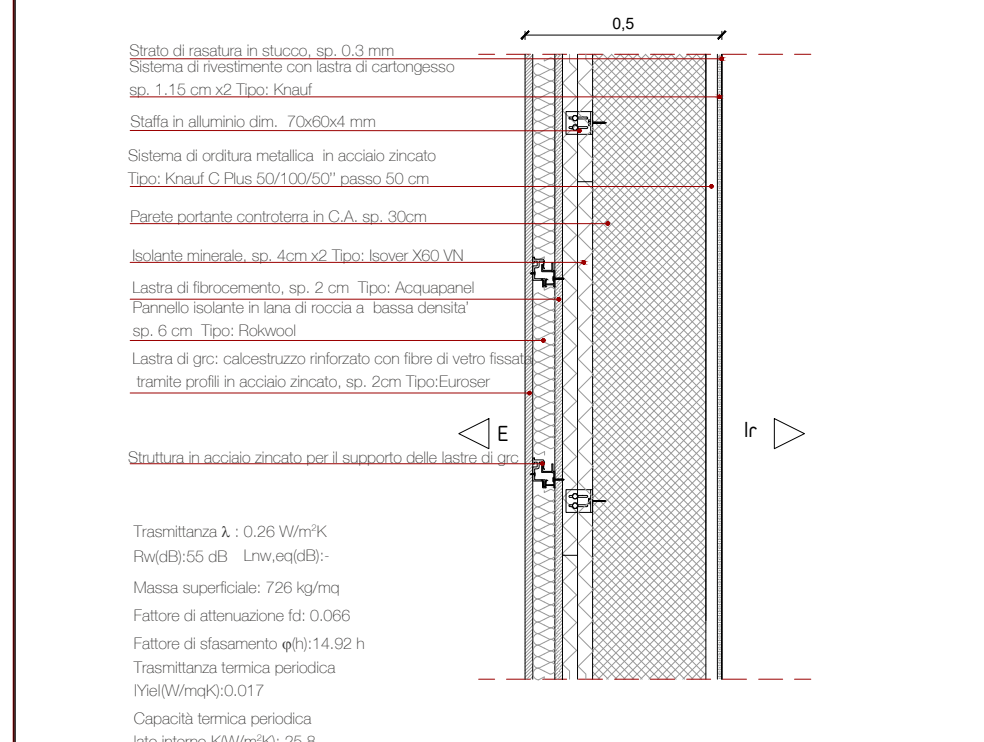 0,5
Strato di rasatura in stucco, sp. 0.3 mm
Sistema di rivestimente con lastra di cartongesso
sp. 1.15 cm x2 Tipo: Knauf
Staffa in alluminio dim. 70x60x4 mm
Sistema di orditura metallica in acciaio zincato
Tipo: Knauf C Plus 50/100/50" passo 50 cm
Parete portante controterra in C.A. sp. 30cm
Isolante minerale, sp. 4cm x2 Tipo: Isover X60 VN
Lastra di fibrocemento, sp. 2 cm Tipo: Acquapanel
Pannello isolante in lana di roccia a bassa densita'
sp. 6 cm Tipo: Rokwool
Lastra di grc: calcestruzzo rinforzato con fibre di vetro fissata
tramite profili in acciaio zincato, sp. 2cm Tipo:Euroser
E
Ir
Struttura in acciaio zincato per il supporto delle lastre di grc
Trasmittanza λ : 0.26 W/m²K
Rw(dB):55 dB Lnw,eq(dB):-
Massa superficiale: 726 kg/mq
Fattore di attenuazione fd: 0.066
Fattore di sfasamento φ(h):14.92 h
Trasmittanza termica periodica
|Yie|(W/mqK):0.017
Capacità termica periodica
lato interno K(W/m²K): 25.8